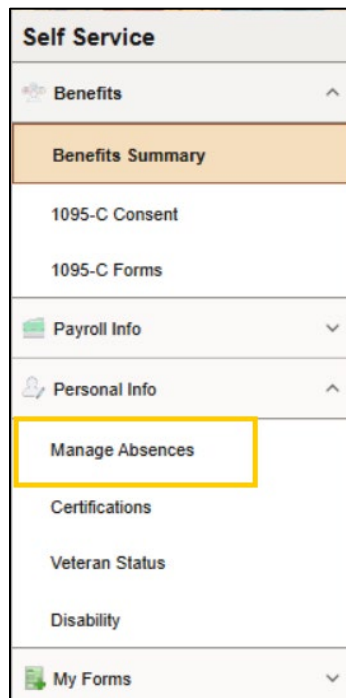 Self Service
Benefits
Benefits Summary
1095-C Consent
1095-C Forms
Payroll Info
Personal Info
Manage Absences
Certifications
Veteran Status
Disability
My Forms